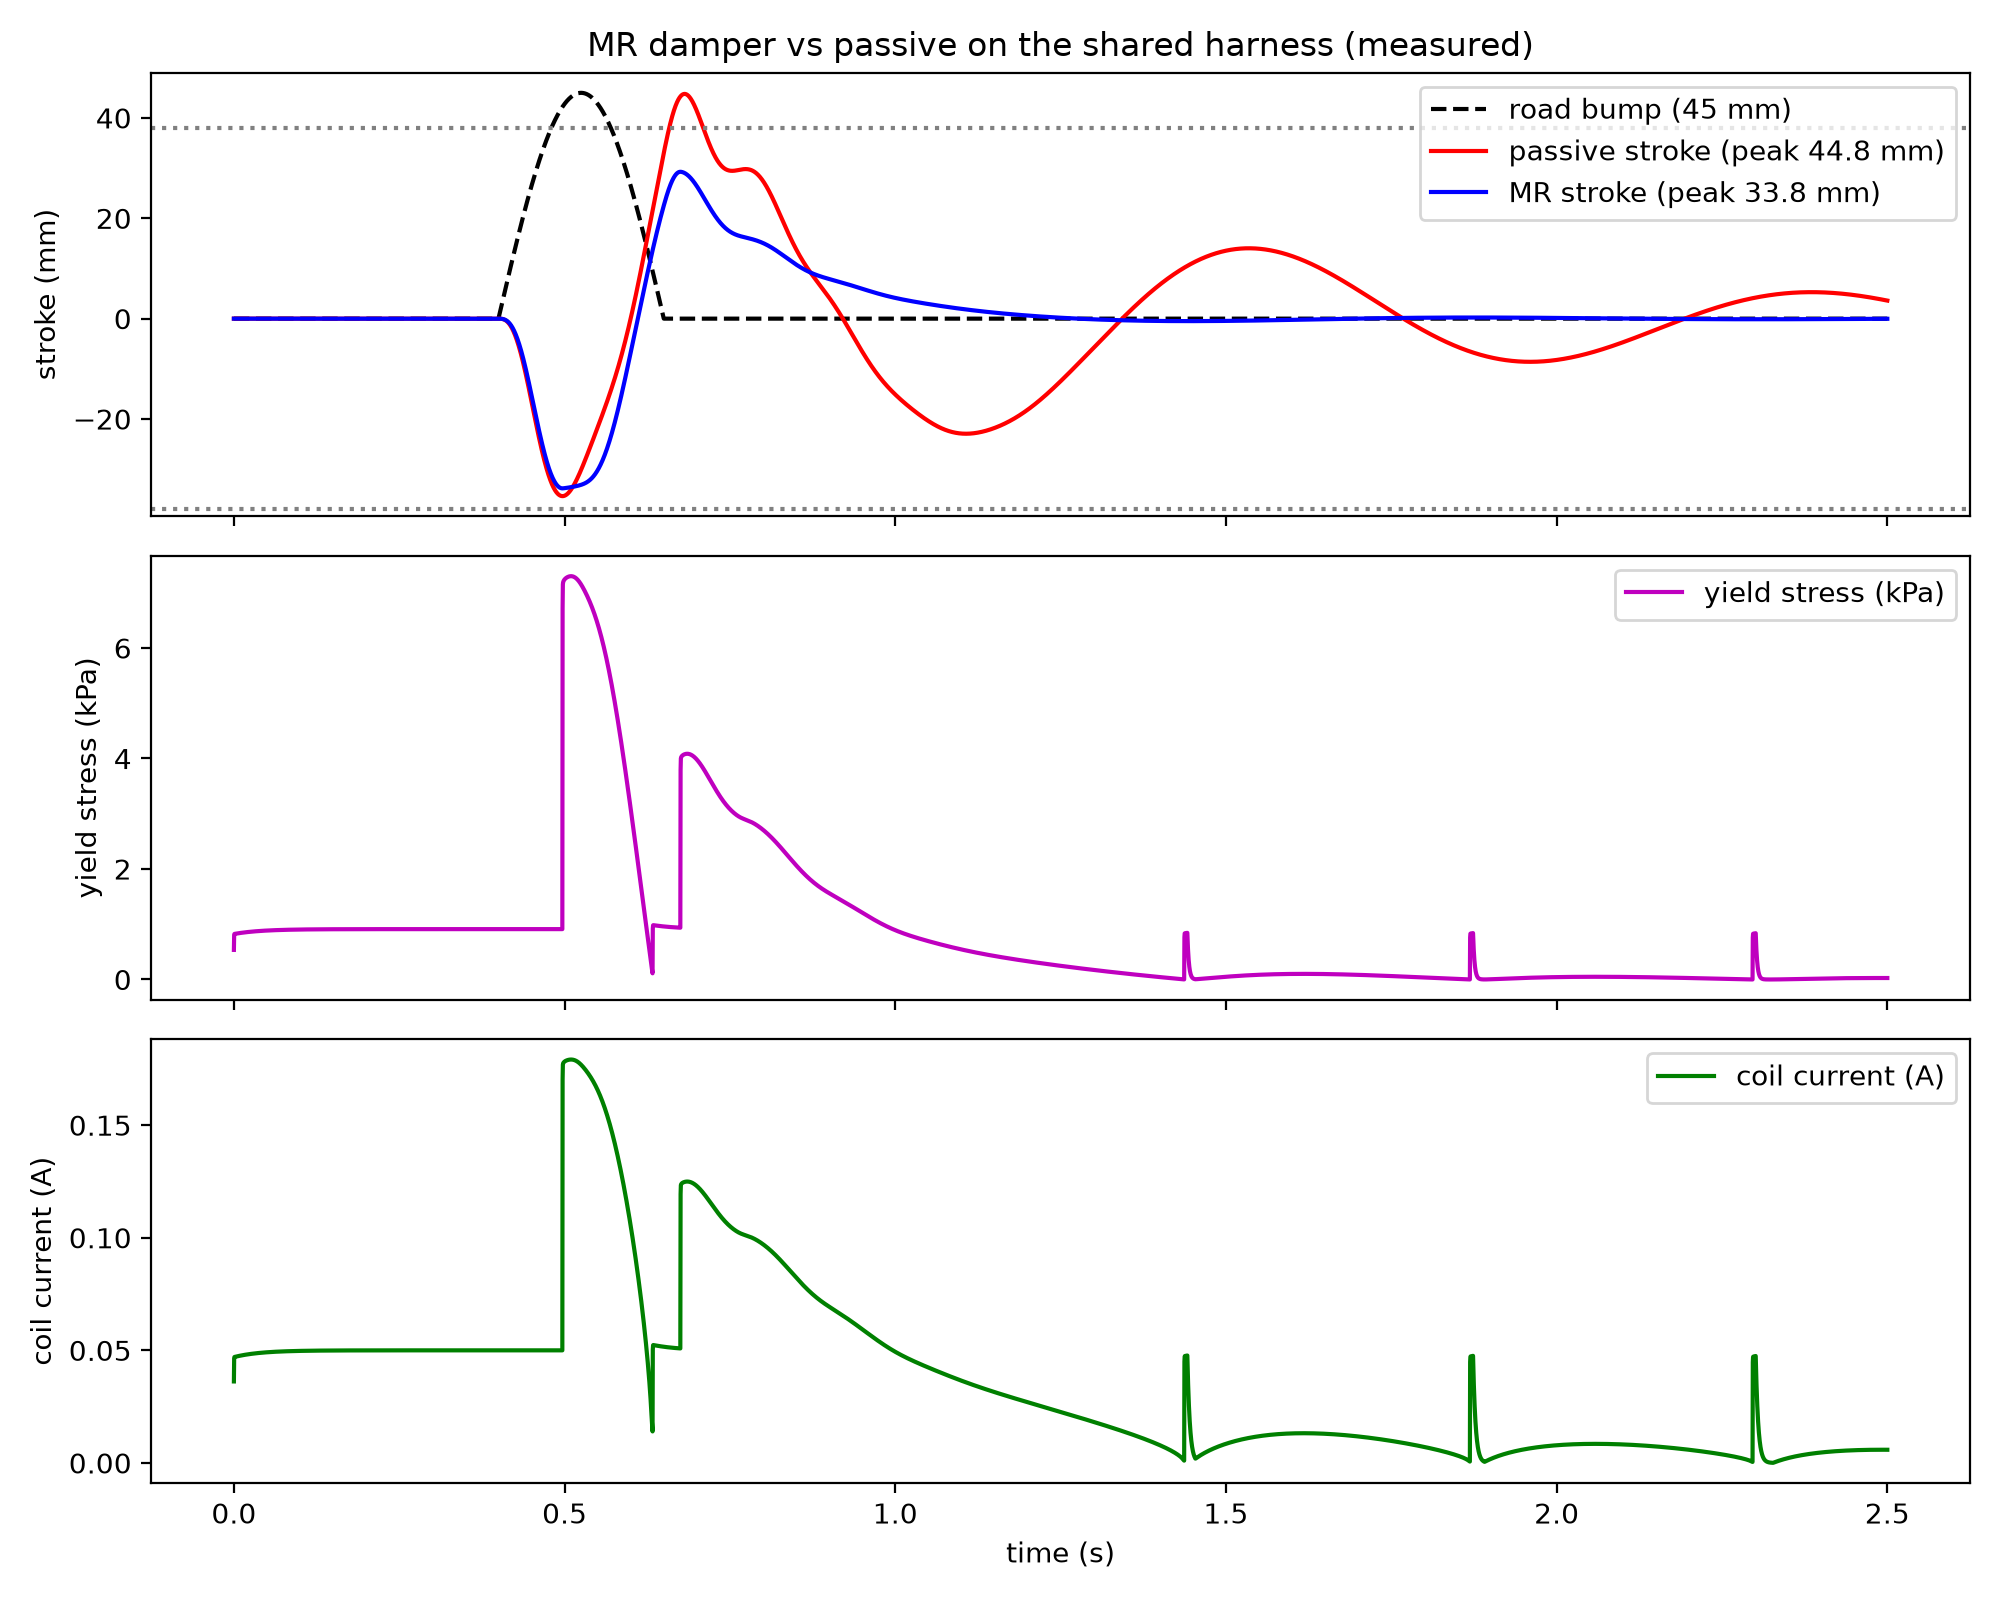 MR damper vs passive on the shared harness (measured)
stroke (mm)
40
20
0
−20
road bump (45 mm)
passive stroke (peak 44.8 mm)
MR stroke (peak 33.8 mm)
yield stress (kPa)
6
4
2
0
yield stress (kPa)
coil current (A)
0.15
0.10
0.05
0.00
coil current (A)
0.0 0.5 1.0 1.5 2.0 2.5
time (s)